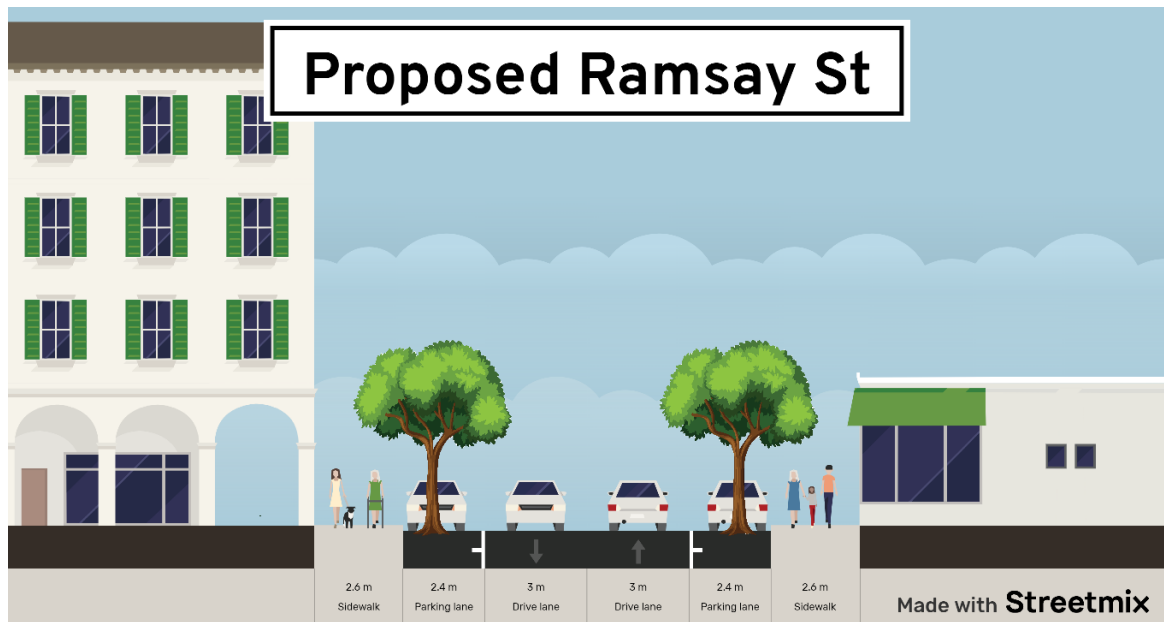 Proposed Ramsay St
2.6 m
Sidewalk
2.4 m
Parking lane
3 m
Drive lane
3 m
Drive lane
2.4 m
Parking lane
2.6 m
Sidewalk
Made with Streetmix